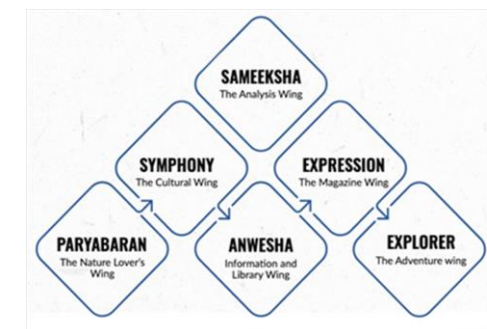 SAMEEKSHA
The Analysis Wing
SYMPHONY
The Cultural Wing
EXPRESSION
The Magazine Wing
PARYABARAN
The Nature Lover's
Wing
ANWESHA
Information and
Library Wing
EXPLORER
The Adventure wing